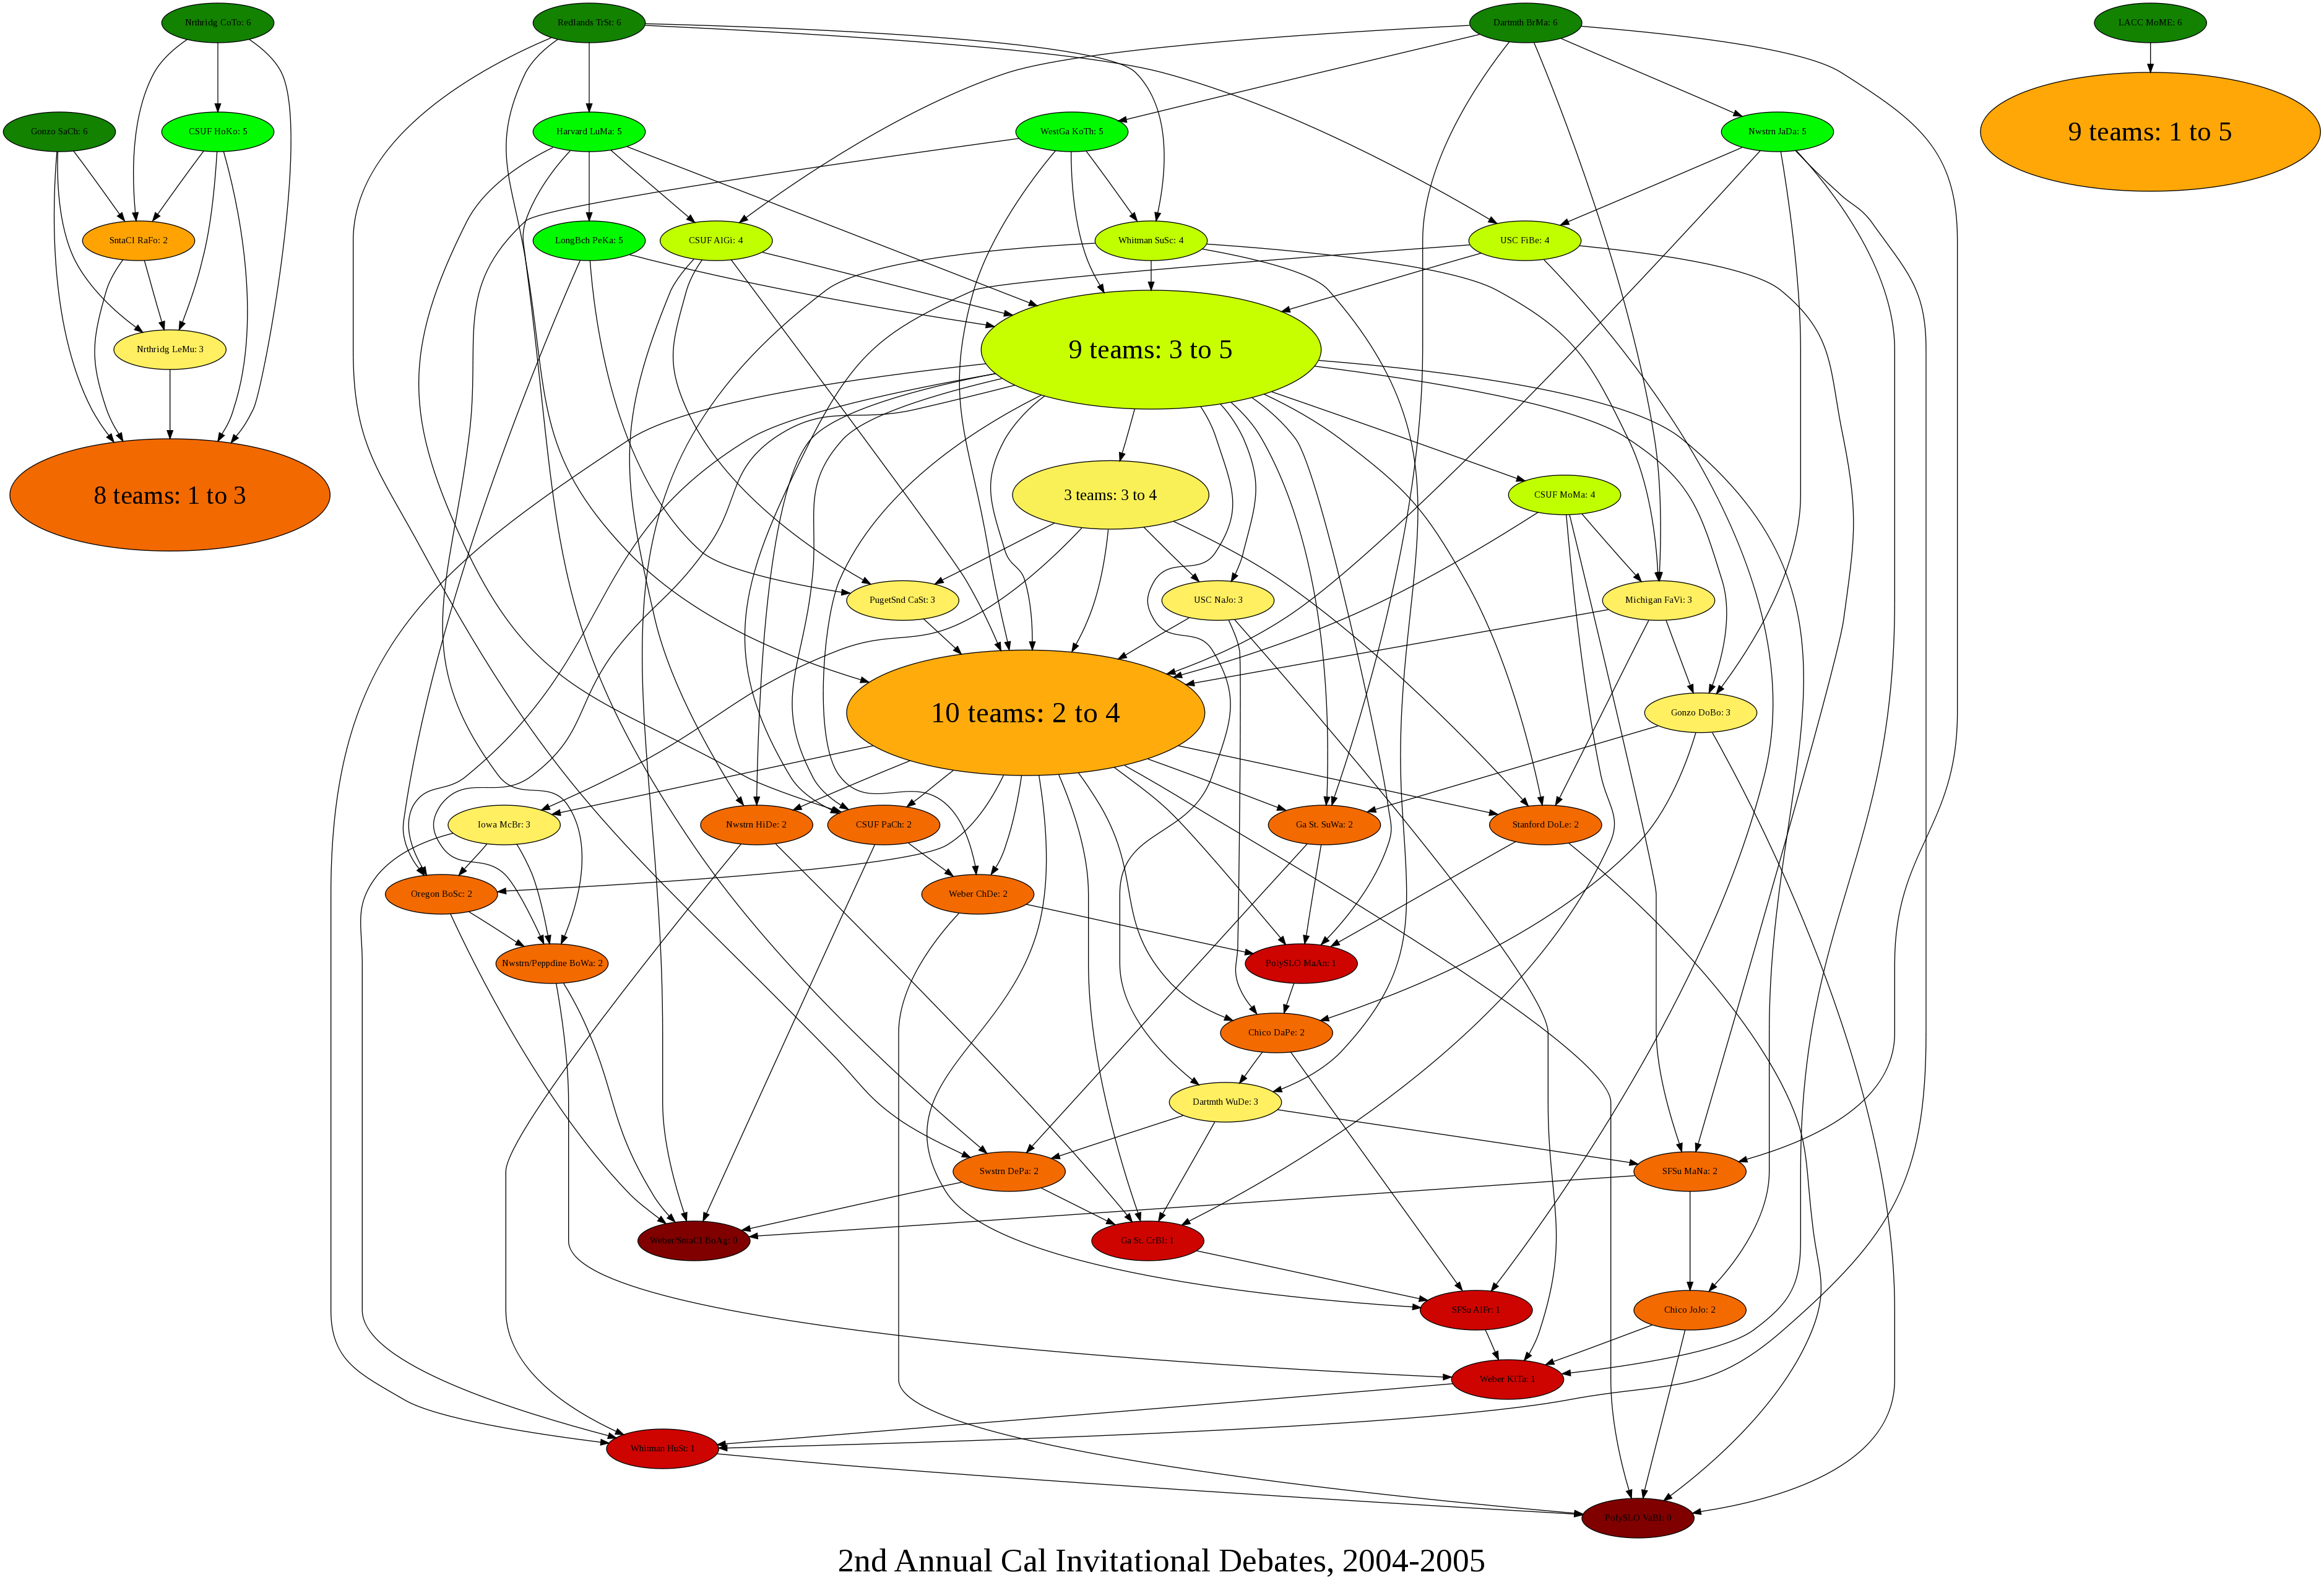 Nrthridg CoTo: 6
Redlands TrSt: 6
Dartmth BrMa: 6
LACC MoME: 6
Gonzo SaCh: 6
CSUF HoKo: 5
Harvard LuMa: 5
WestGa KoTh: 5
Nwstrn JaDa: 5
9 teams: 1 to 5
SntaCl RaFo: 2
LongBch PeKa: 5
CSUF AlGi: 4
Whitman SuSc: 4
USC FiBe: 4
Nrthridg LeMu: 3
9 teams: 3 to 5
8 teams: 1 to 3
3 teams: 3 to 4
CSUF MoMa: 4
PugetSnd CaSt: 3
USC NaJo: 3
Michigan FaVi: 3
10 teams: 2 to 4
Gonzo DoBo: 3
Iowa McBr: 3
Nwstrn HiDe: 2
CSUF PaCh: 2
Ga St. SuWa: 2
Stanford DoLe: 2
Oregon BoSc: 2
Weber ChDe: 2
Nwstrn/Peppdine BoWa: 2
PolySLO MaAn: 1
Chico DaPe: 2
Dartmth WuDe: 3
Swstrn DePa: 2
SFSu MaNa: 2
Weber/SntaCl BoAg: 0
Ga St. CrBl: 1
SFSu AlFr: 1
Chico JoJo: 2
Weber KiTa: 1
Whitman HuSt: 1
PolySLO VaBl: 0
2nd Annual Cal Invitational Debates, 2004-2005